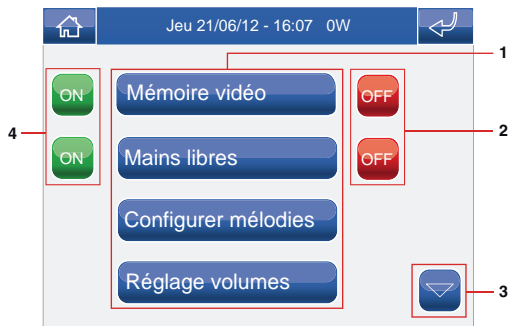 Jeu 21/06/12 - 16:07 0W
1
ON Mémoire vidéo OFF
4 2
ON Mains libres OFF
Configurer mélodies
Réglage volumes
3